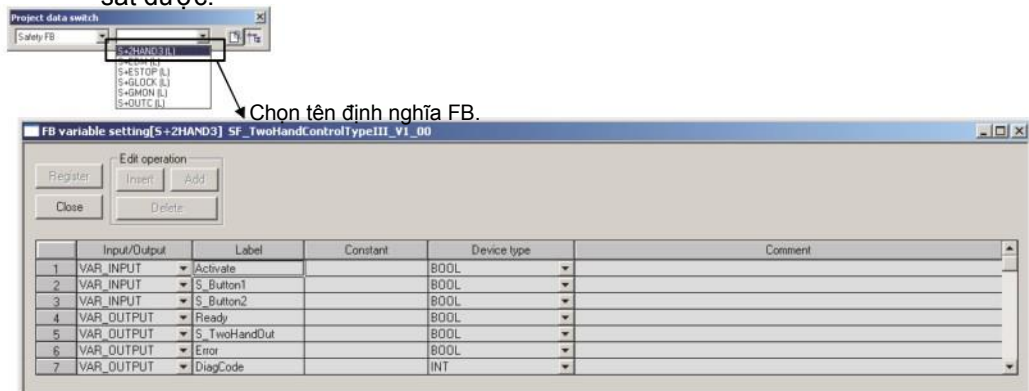 sát được.
Project data switch
Safety FB
S+2HAND3 (L)
S+EDM (L)
S+ESTOP (L)
S+GLOCK (L)
S+GMON (L)
S+OUTC (L)
Chọn tên định nghĩa FB.
FB variable setting[S+2HAND3] SF_TwoHandControlTypeIII_V1_00
Edit operation
Register Insert Add
Close Delete
Input/Output Label Constant Device type Comment
1 VAR_INPUT Activate BOOL
2 VAR_INPUT S_Button1 BOOL
3 VAR_INPUT S_Button2 BOOL
4 VAR_OUTPUT Ready BOOL
5 VAR_OUTPUT S_TwoHandOut BOOL
6 VAR_OUTPUT Error BOOL
7 VAR_OUTPUT DiagCode INT